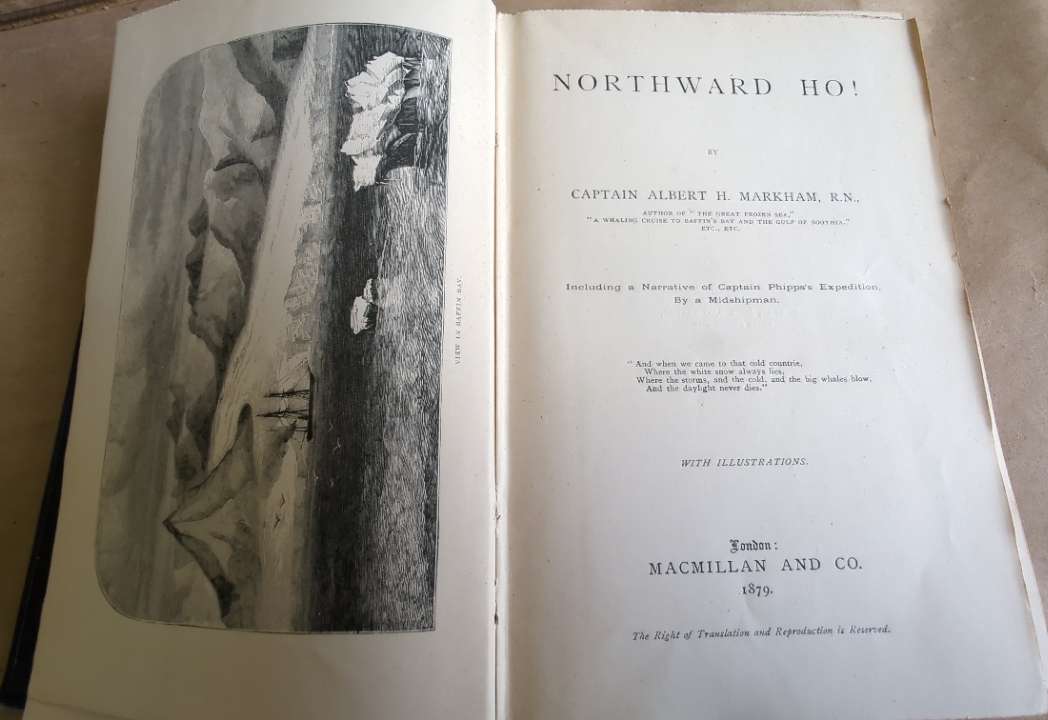 VIEW IN BAFFIN BAY.
NORTHWARD HO!
BY
CAPTAIN ALBERT H. MARKHAM, R.N.,
AUTHOR OF "THE GREAT FROZEN SEA,"
"A WHALING CRUISE TO BAFFIN'S BAY AND THE GULF OF BOOTHIA."
ETC., ETC.
Including a Narrative of Captain Phipps's Expedition,
By a Midshipman.
"And when we came to that cold countrie,
Where the white snow always lies,
Where the storms, and the cold, and the big whales blow,
And the daylight never dies."
WITH ILLUSTRATIONS.
London:
MACMILLAN AND CO.
1879.
The Right of Translation and Reproduction is Reserved.